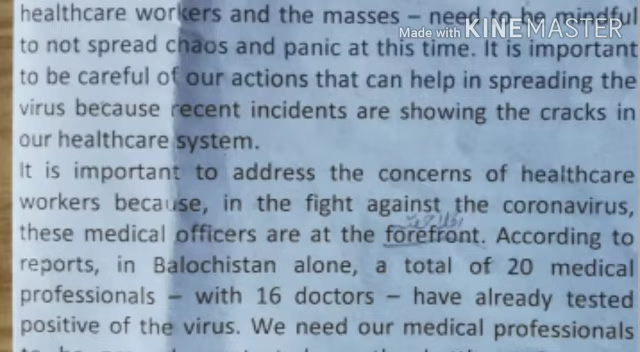 healthcare workers and the masses – need to be mindful
Made with KINEMASTER
to not spread chaos and panic at this time. It is important
to be careful of our actions that can help in spreading the
virus because recent incidents are showing the cracks in
our healthcare system.
It is important to address the concerns of healthcare
workers because, in the fight against the coronavirus,
these medical officers are at the forefront. According to
reports, in Balochistan alone, a total of 20 medical
professionals – with 16 doctors – have already tested
positive of the virus. We need our medical professionals